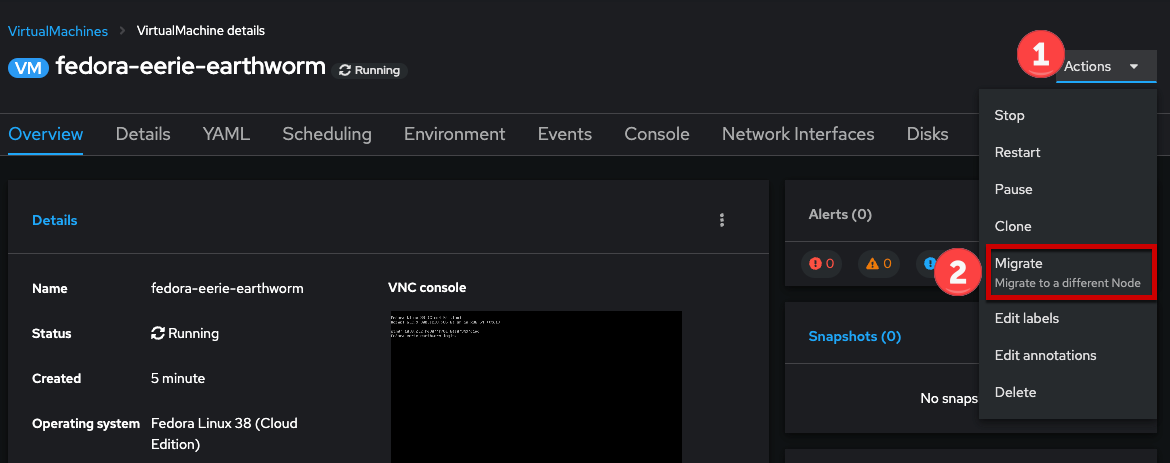 VirtualMachines > VirtualMachine details
VM fedora-eerie-earthworm Running
1
Actions
Overview Details YAML Scheduling Environment Events Console Network Interfaces Disks
Stop
Restart
Pause
Clone
2
Migrate
Migrate to a different Node
Edit labels
Edit annotations
Delete
Details
Name fedora-eerie-earthworm
Status Running
Created 5 minute
Operating system Fedora Linux 38 (Cloud
Edition)
VNC console
Alerts (0)
0 0
Snapshots (0)
No snaps